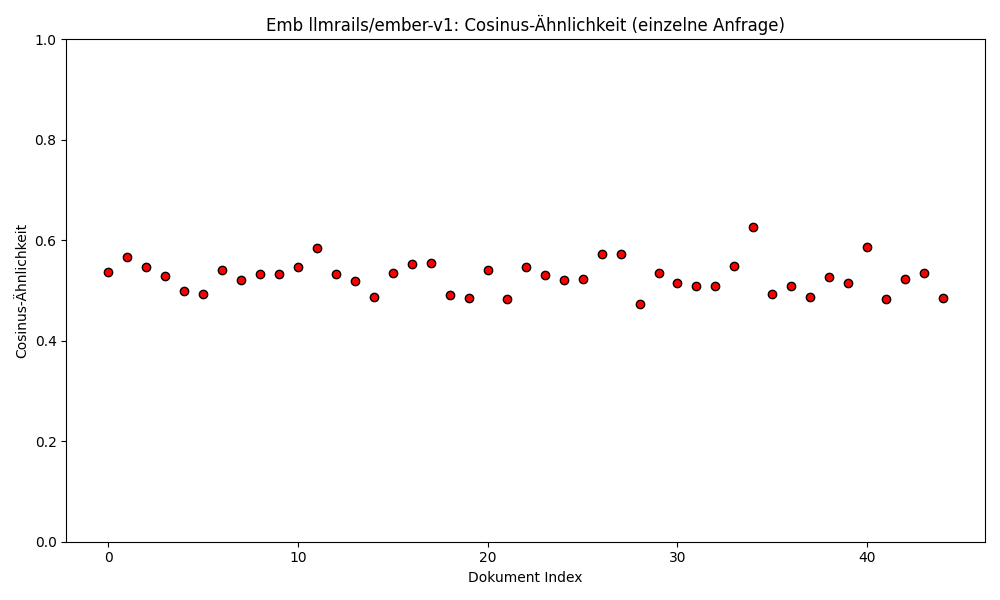 Emb llmrails/ember-v1: Cosinus-Ähnlichkeit (einzelne Anfrage)
1.0
0.8
0.6
0.4
0.2
0.0
Cosinus-Ähnlichkeit
0 10 20 30 40
Dokument Index